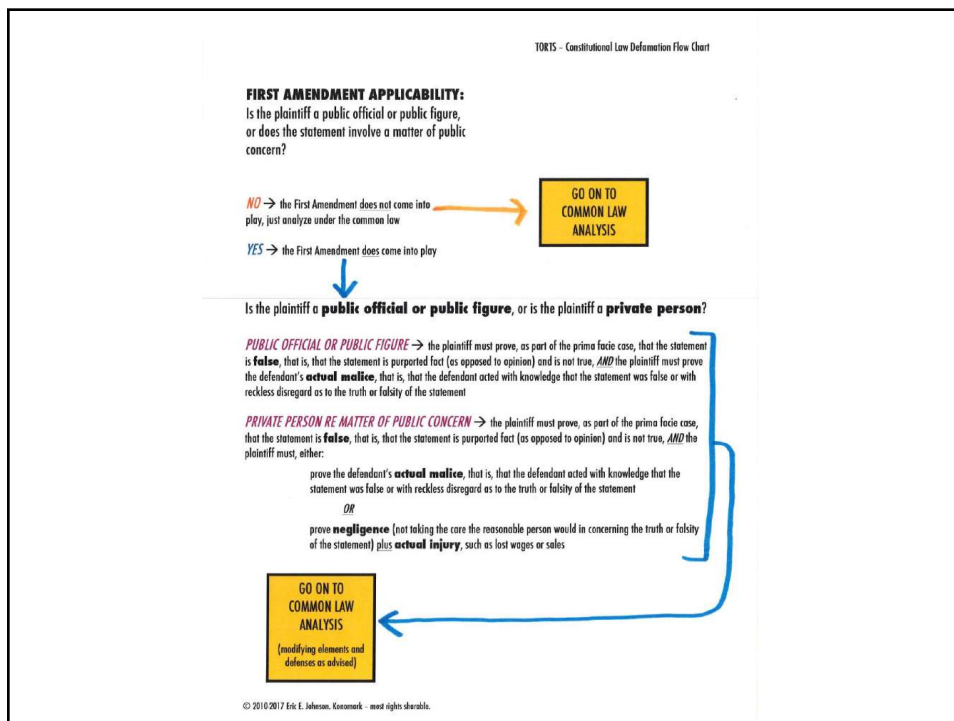 TORTS – Constitutional Law Defamation Flow Chart
FIRST AMENDMENT APPLICABILITY:
Is the plaintiff a public official or public figure,
or does the statement involve a matter of public
concern?
NO → the First Amendment does not come into
play, just analyze under the common law
GO ON TO
COMMON LAW
ANALYSIS
YES → the First Amendment does come into play
Is the plaintiff a public official or public figure, or is the plaintiff a private person?
PUBLIC OFFICIAL OR PUBLIC FIGURE → the plaintiff must prove, as part of the prima facie case, that the statement
is false, that is, that the statement is purported fact (as opposed to opinion) and is not true, AND the plaintiff must prove
the defendant's actual malice, that is, that the defendant acted with knowledge that the statement was false or with
reckless disregard as to the truth or falsity of the statement
PRIVATE PERSON RE MATTER OF PUBLIC CONCERN → the plaintiff must prove, as part of the prima facie case,
that the statement is false, that is, that the statement is purported fact (as opposed to opinion) and is not true, AND the
plaintiff must, either:
prove the defendant's actual malice, that is, that the defendant acted with knowledge that the
statement was false or with reckless disregard as to the truth or falsity of the statement
OR
prove negligence (not taking the care the reasonable person would in concerning the truth or falsity
of the statement) plus actual injury, such as lost wages or sales
GO ON TO
COMMON LAW
ANALYSIS
(modifying elements and
defenses as advised)
© 2010-2017 Eric E. Johnson. Konomark – most rights sharable.